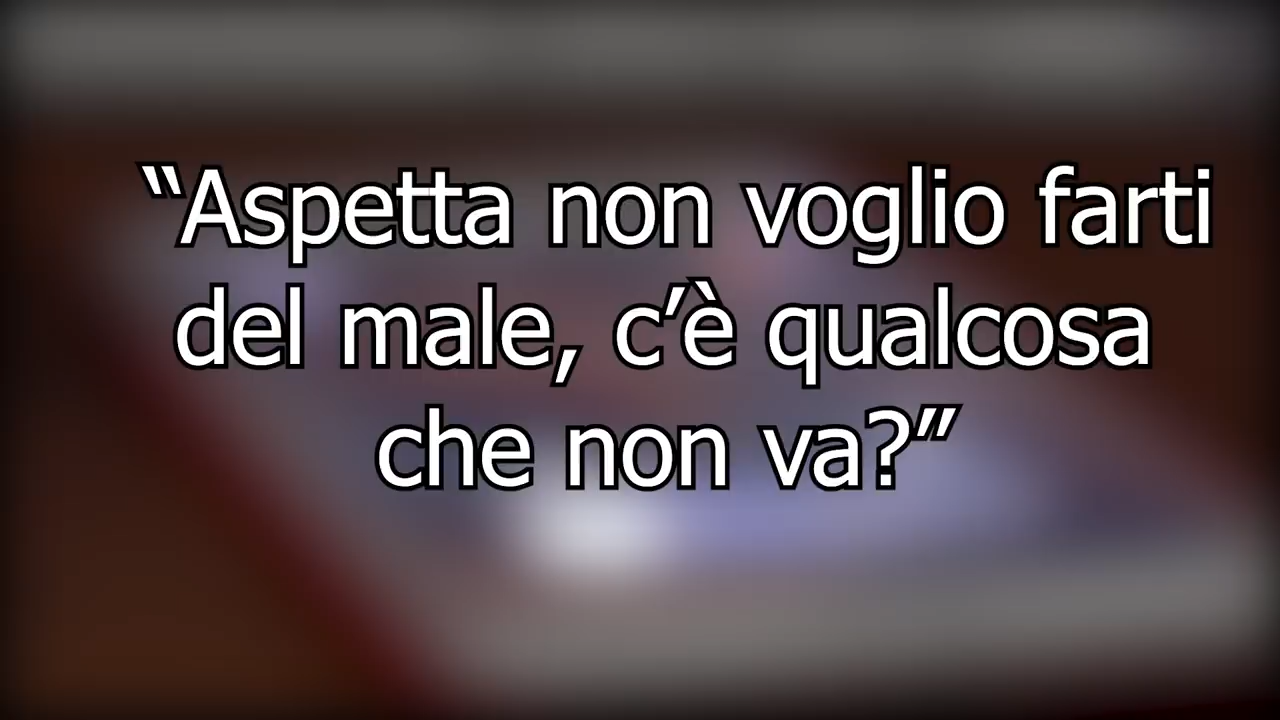 “Aspetta non voglio farti
del male, c’è qualcosa
che non va?”